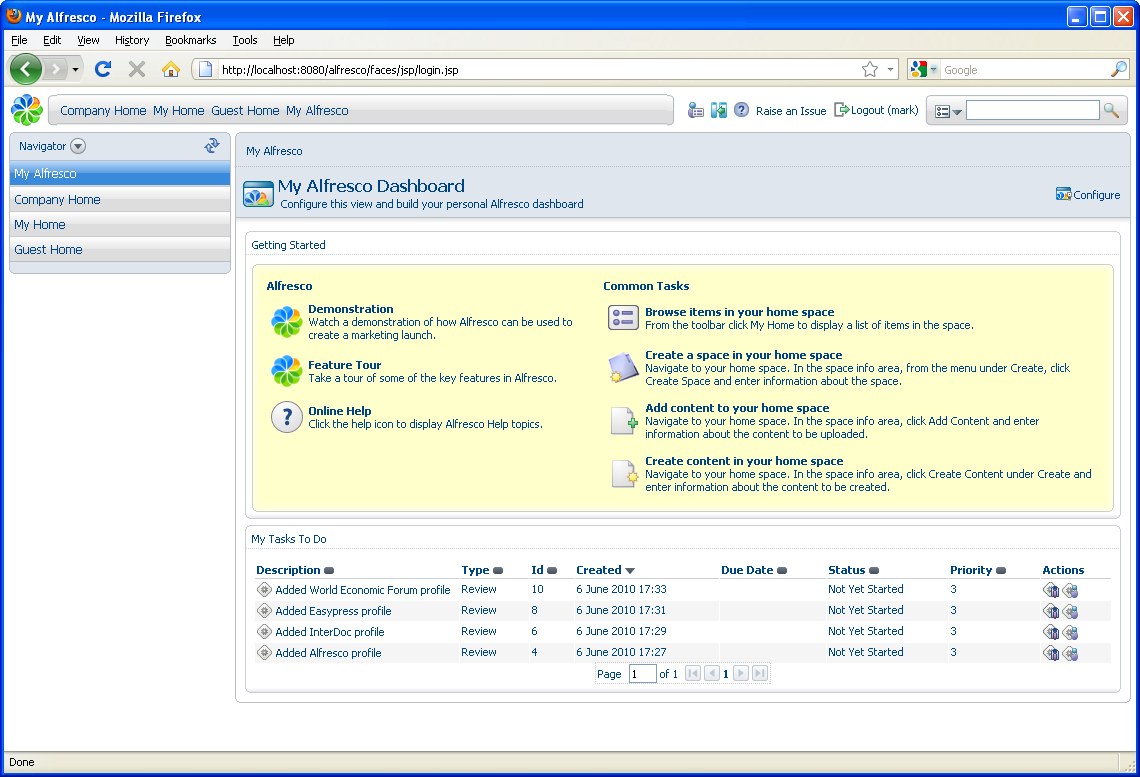 My Alfresco - Mozilla Firefox
File Edit View History Bookmarks Tools Help
http://localhost:8080/alfresco/faces/jsp/login.jsp
Google
Company Home My Home Guest Home My Alfresco
Raise an Issue Logout (mark)
Navigator
My Alfresco
Company Home
My Home
Guest Home
My Alfresco
My Alfresco Dashboard
Configure this view and build your personal Alfresco dashboard
Configure
Getting Started
Alfresco
Demonstration
Watch a demonstration of how Alfresco can be used to
create a marketing launch.
Feature Tour
Take a tour of some of the key features in Alfresco.
?
Online Help
Click the help icon to display Alfresco Help topics.
Common Tasks
Browse items in your home space
From the toolbar click My Home to display a list of items in the space.
Create a space in your home space
Navigate to your home space. In the space info area, from the menu under Create, click
Create Space and enter information about the space.
Add content to your home space
Navigate to your home space. In the space info area, click Add Content and enter
information about the content to be uploaded.
Create content in your home space
Navigate to your home space. In the space info area, click Create Content under Create and
enter information about the content to be created.
My Tasks To Do
Description Type Id Created Due Date Status Priority Actions
Added World Economic Forum profile Review 10 6 June 2010 17:33 Not Yet Started 3
Added Easypress profile Review 8 6 June 2010 17:31 Not Yet Started 3
Added InterDoc profile Review 6 6 June 2010 17:29 Not Yet Started 3
Added Alfresco profile Review 4 6 June 2010 17:27 Not Yet Started 3
Page 1 of 1 1
Done